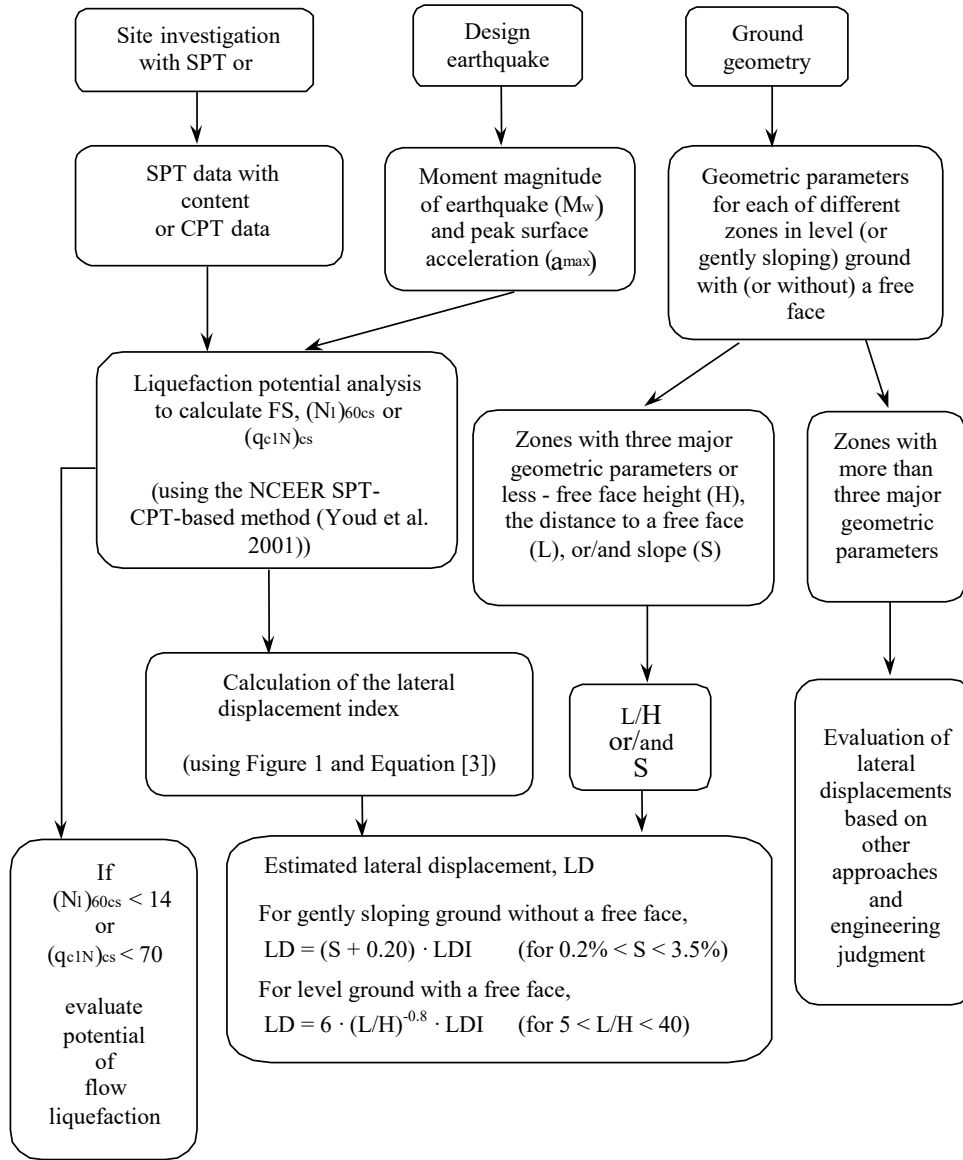 Site investigation
with SPT or
Design
earthquake
Ground
geometry
SPT data with
content
or CPT data
Moment magnitude
of earthquake (Mw)
and peak surface
acceleration (amax)
Geometric parameters
for each of different
zones in level (or
gently sloping) ground
with (or without) a free
face
Liquefaction potential analysis
to calculate FS, (N1)60cs or
(qc1N)cs
(using the NCEER SPT-
CPT-based method (Youd et al.
2001))
Zones with three major
geometric parameters or
less - free face height (H),
the distance to a free face
(L), or/and slope (S)
Zones with
more than
three major
geometric
parameters
Calculation of the lateral
displacement index
(using Figure 1 and Equation [3])
L/H
or/and
S
Evaluation of
lateral
displacements
based on
other
approaches
and
engineering
judgment
If
(N1)60cs < 14
or
(qc1N)cs < 70
evaluate
potential
of
flow
liquefaction
Estimated lateral displacement, LD
For gently sloping ground without a free face,
LD = (S + 0.20) · LDI (for 0.2% < S < 3.5%)
For level ground with a free face,
LD = 6 · (L/H)^-0.8 · LDI (for 5 < L/H < 40)